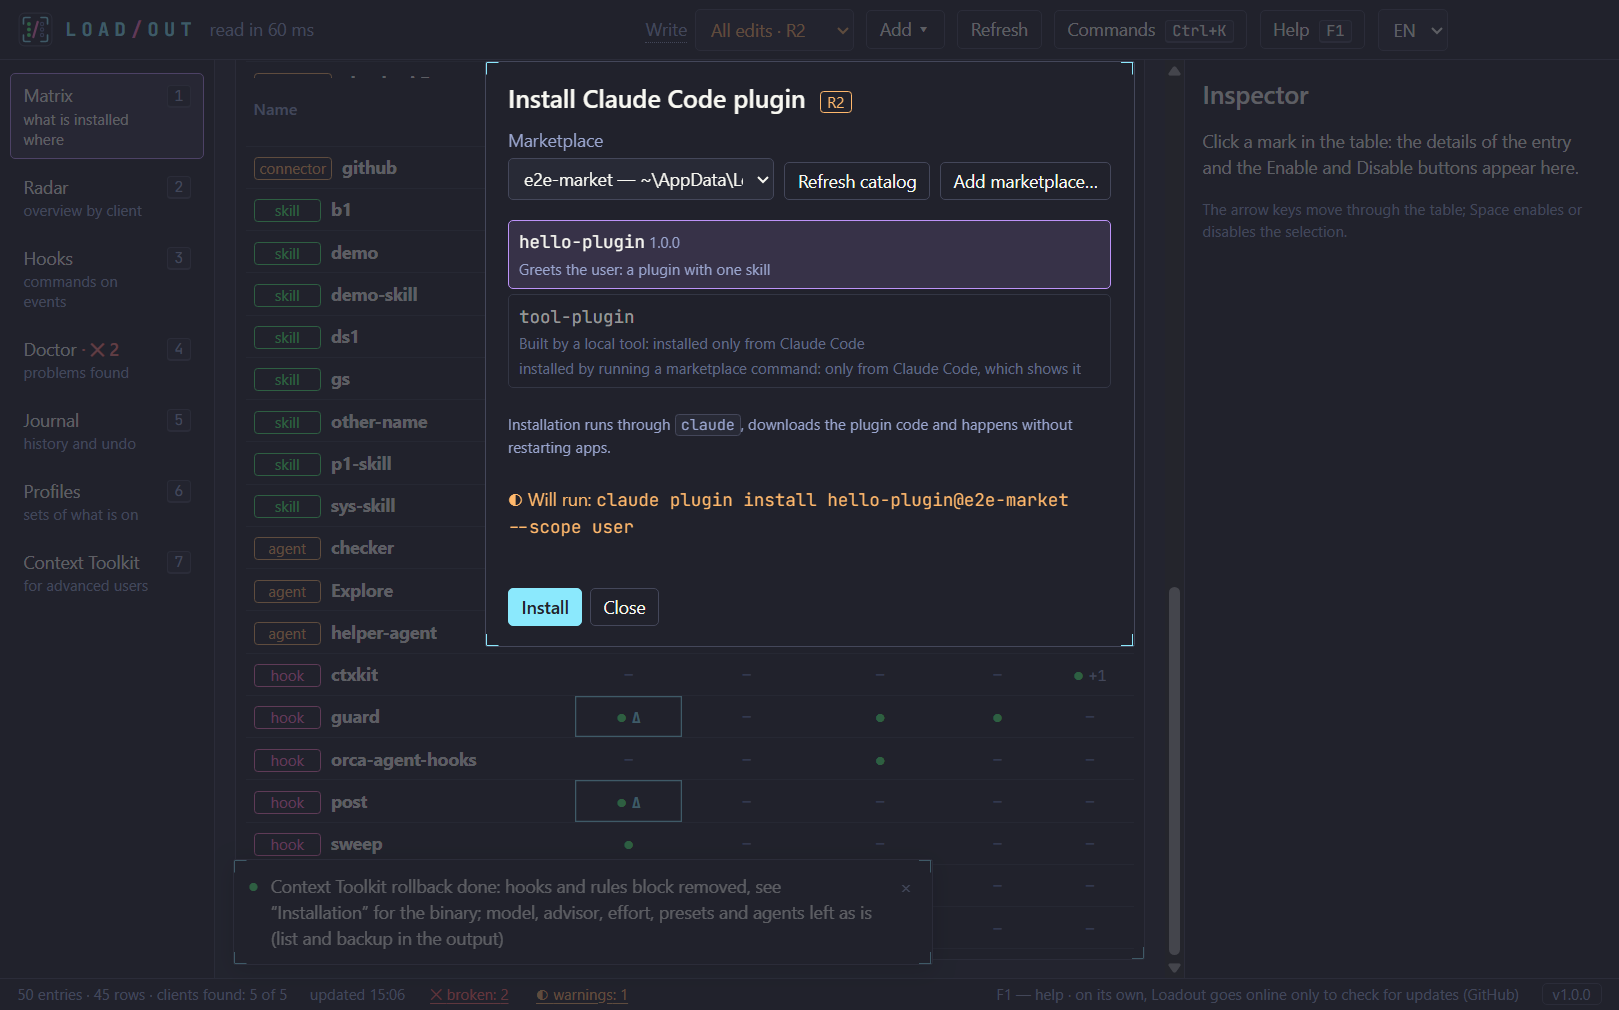 LOAD/OUT read in 60 ms Write All edits · R2 Add Refresh Commands Ctrl+K Help F1 EN
Matrix 1
what is installed
where
Radar 2
overview by client
Hooks 3
commands on
events
Doctor · 2 4
problems found
Journal 5
history and undo
Profiles 6
sets of what is on
Context Toolkit 7
for advanced users
Name
connector github
skill b1
skill demo
skill demo-skill
skill ds1
skill gs
skill other-name
skill p1-skill
skill sys-skill
agent checker
agent Explore
agent helper-agent
hook ctxkit – – – – +1
hook guard Δ – –
hook orca-agent-hooks – – – –
hook post Δ – – – –
hook sweep – – – –
– –
– –
Install Claude Code plugin R2
Marketplace
e2e-market — ~\AppData\Lo Refresh catalog Add marketplace...
hello-plugin 1.0.0
Greets the user: a plugin with one skill
tool-plugin
Built by a local tool: installed only from Claude Code
installed by running a marketplace command: only from Claude Code, which shows it
Installation runs through claude, downloads the plugin code and happens without
restarting apps.
Will run: claude plugin install hello-plugin@e2e-market
--scope user
Install Close
Context Toolkit rollback done: hooks and rules block removed, see ×
“Installation” for the binary; model, advisor, effort, presets and agents left as is
(list and backup in the output)
Inspector
Click a mark in the table: the details of the entry
and the Enable and Disable buttons appear here.
The arrow keys move through the table; Space enables or
disables the selection.
50 entries · 45 rows · clients found: 5 of 5 updated 15:06 broken: 2 warnings: 1 F1 — help · on its own, Loadout goes online only to check for updates (GitHub) v1.0.0